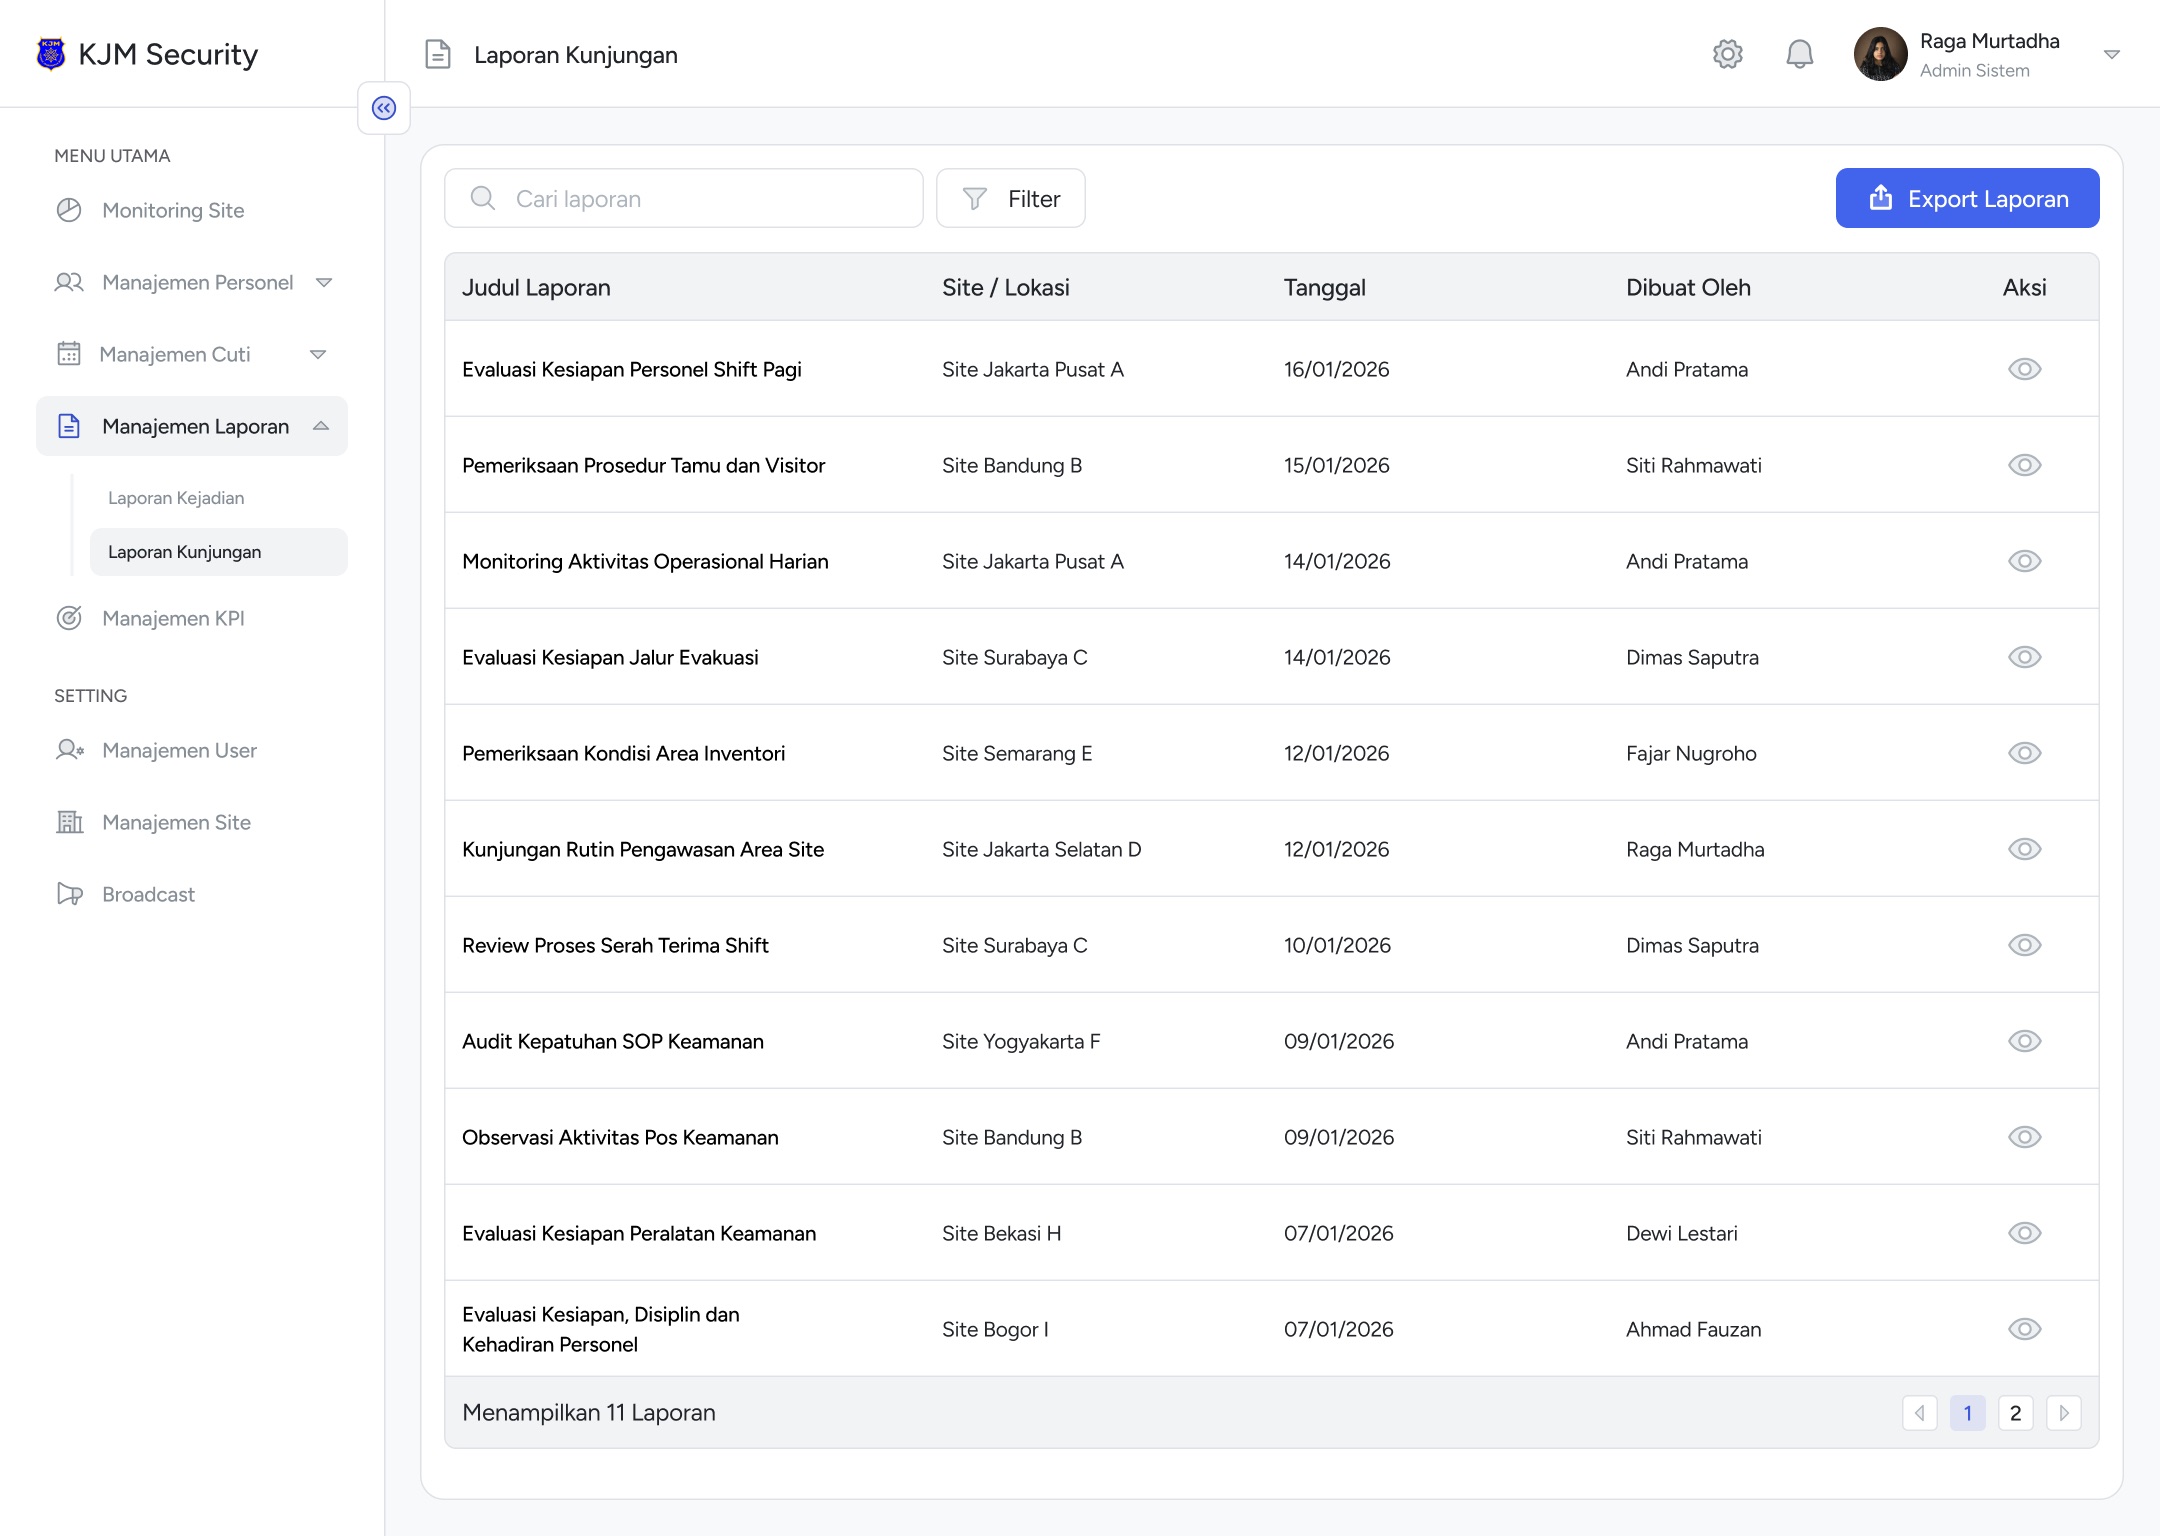 KJM Security
Laporan Kunjungan
Raga Murtadha
Admin Sistem
MENU UTAMA
Monitoring Site
Manajemen Personel
Manajemen Cuti
Manajemen Laporan
Laporan Kejadian
Laporan Kunjungan
Manajemen KPI
SETTING
Manajemen User
Manajemen Site
Broadcast
Cari laporan
Filter
Export Laporan
Judul Laporan Site / Lokasi Tanggal Dibuat Oleh Aksi
Evaluasi Kesiapan Personel Shift Pagi Site Jakarta Pusat A 16/01/2026 Andi Pratama
Pemeriksaan Prosedur Tamu dan Visitor Site Bandung B 15/01/2026 Siti Rahmawati
Monitoring Aktivitas Operasional Harian Site Jakarta Pusat A 14/01/2026 Andi Pratama
Evaluasi Kesiapan Jalur Evakuasi Site Surabaya C 14/01/2026 Dimas Saputra
Pemeriksaan Kondisi Area Inventori Site Semarang E 12/01/2026 Fajar Nugroho
Kunjungan Rutin Pengawasan Area Site Site Jakarta Selatan D 12/01/2026 Raga Murtadha
Review Proses Serah Terima Shift Site Surabaya C 10/01/2026 Dimas Saputra
Audit Kepatuhan SOP Keamanan Site Yogyakarta F 09/01/2026 Andi Pratama
Observasi Aktivitas Pos Keamanan Site Bandung B 09/01/2026 Siti Rahmawati
Evaluasi Kesiapan Peralatan Keamanan Site Bekasi H 07/01/2026 Dewi Lestari
Evaluasi Kesiapan, Disiplin dan
Kehadiran Personel Site Bogor I 07/01/2026 Ahmad Fauzan
Menampilkan 11 Laporan
1 2